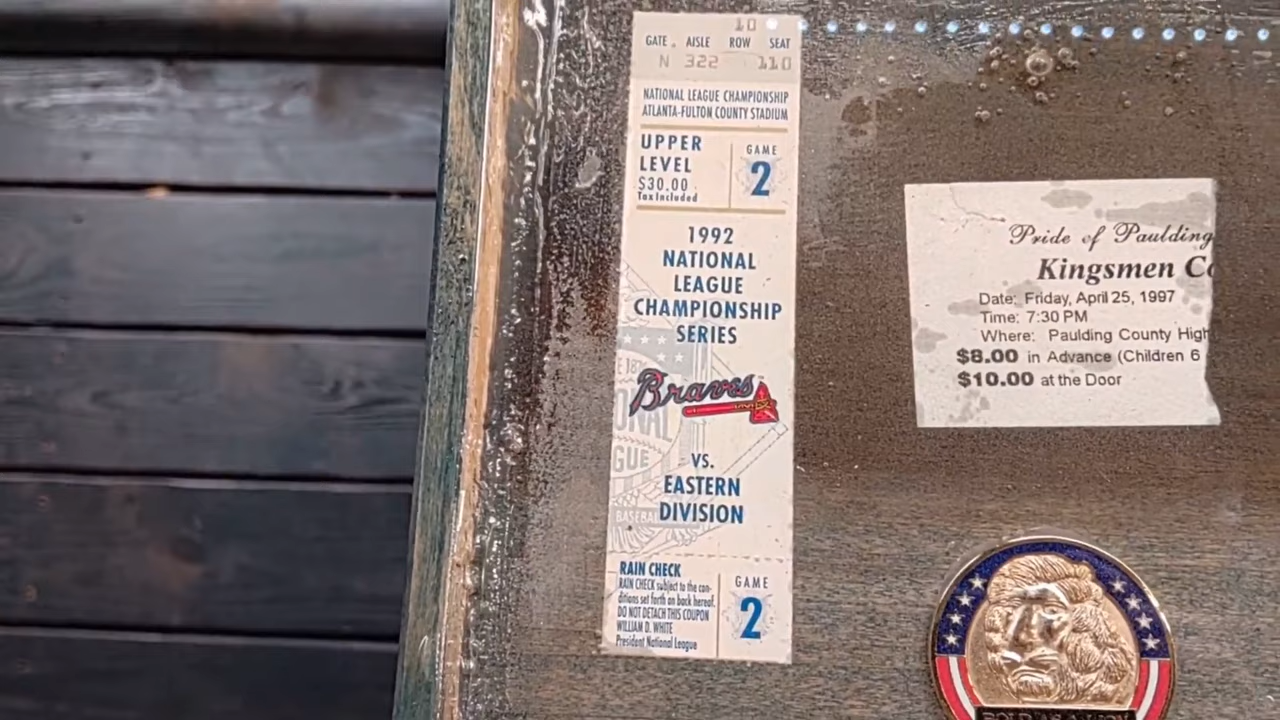 10
GATE AISLE ROW SEAT
N 322 110
NATIONAL LEAGUE CHAMPIONSHIP
ATLANTA-FULTON COUNTY STADIUM
UPPER
LEVEL
$30.00
Tax Included
GAME
2
1992
NATIONAL
LEAGUE
CHAMPIONSHIP
SERIES
Braves
VS.
EASTERN
DIVISION
BASEBAL
RAIN CHECK
RAIN CHECK subject to the con-
ditions set forth on back hereof.
DO NOT DETACH THIS COUPON
WILLIAM D. WHITE
President National League
GAME
2
Pride of Paulding
Kingsmen Co
Date: Friday, April 25, 1997
Time: 7:30 PM
Where: Paulding County High
$8.00 in Advance (Children 6
$10.00 at the Door